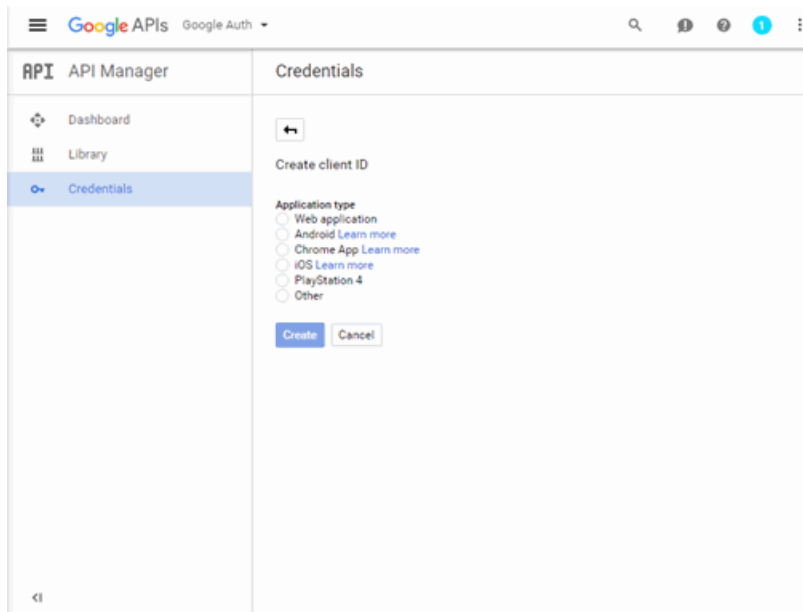 Google APIs Google Auth
1
API API Manager
Credentials
Dashboard
Library
Credentials
Create client ID
Application type
Web application
Android Learn more
Chrome App Learn more
iOS Learn more
PlayStation 4
Other
Create Cancel